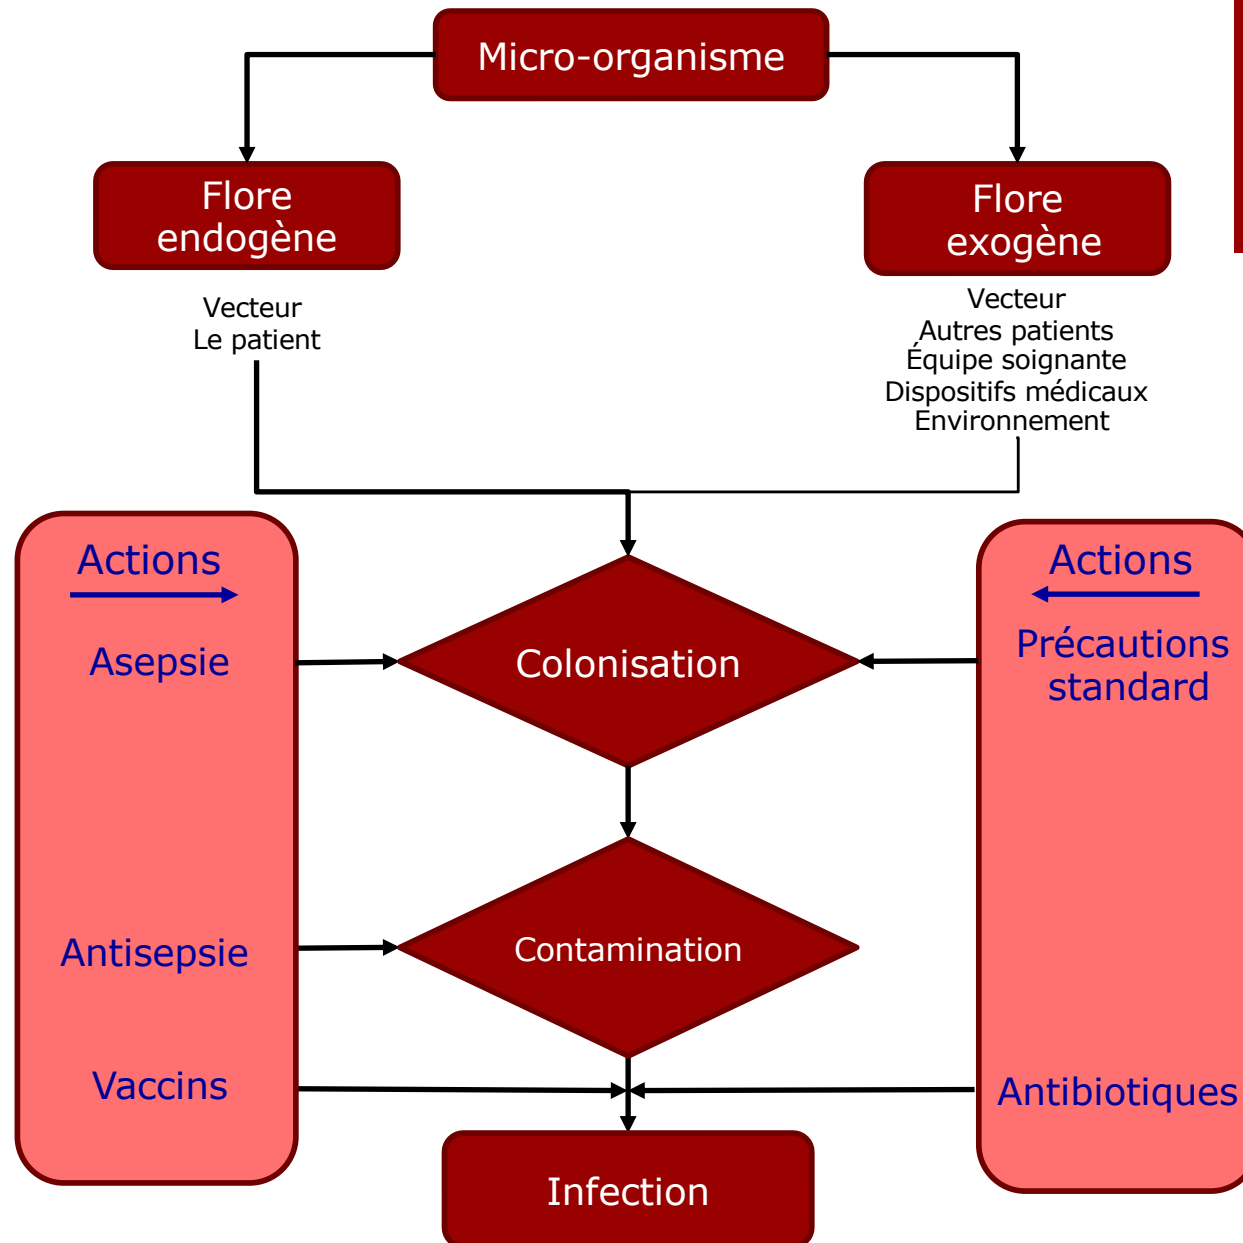 Micro-organisme
Flore
endogène
Flore
exogène
Vecteur
Le patient
Vecteur
Autres patients
Équipe soignante
Dispositifs médicaux
Environnement
Actions
Actions
Asepsie
Colonisation
Précautions
standard
Antisepsie
Contamination
Vaccins
Antibiotiques
Infection